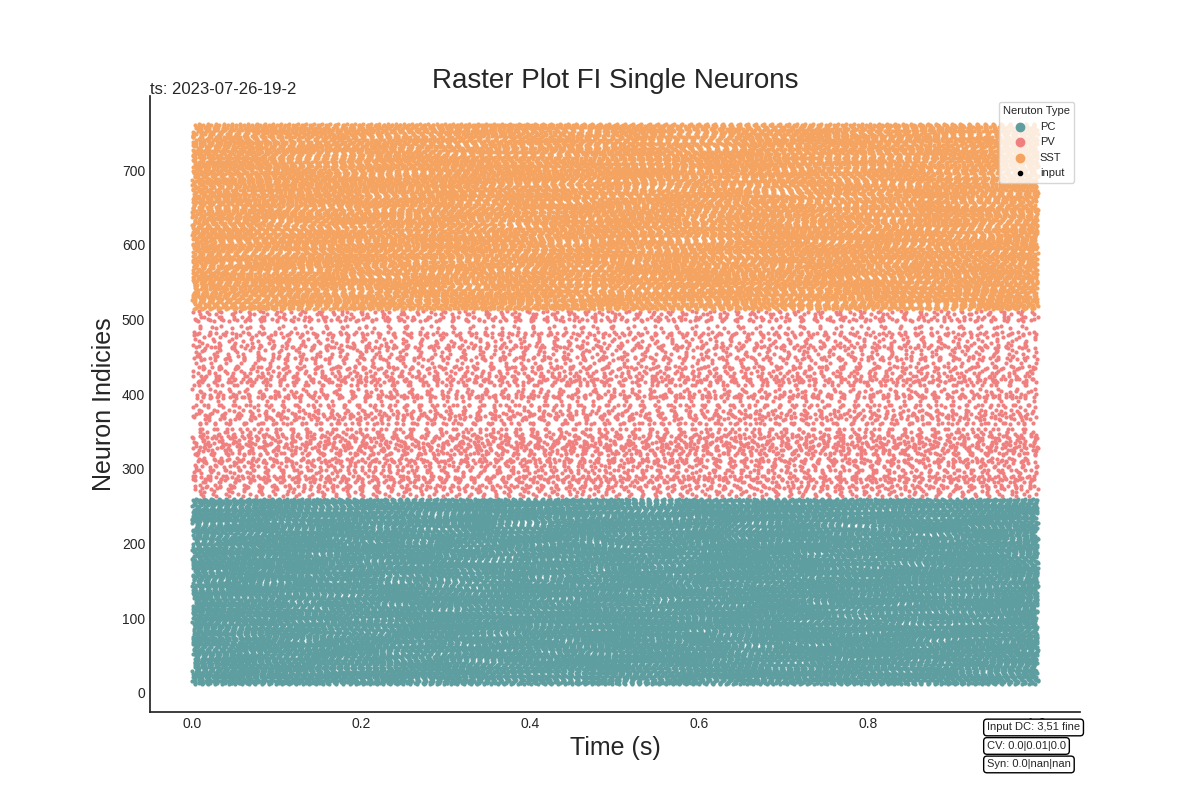 Raster Plot FI Single Neurons
ts: 2023-07-26-19-2
Neruton Type
PC
PV
SST
input
Neuron Indicies
700
600
500
400
300
200
100
0
0.0
0.2
0.4
0.6
0.8
Time (s)
Input DC: 3,51 fine
CV: 0.0|0.01|0.0
Syn: 0.0|nan|nan